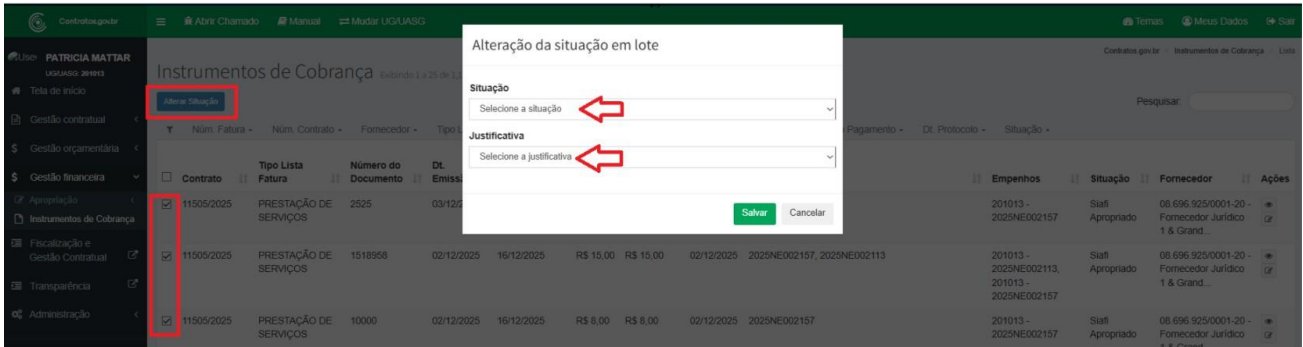 Contratos.gov.br
Abrir Chamado
Manual
Mudar UG/UASG
Temas
Meus Dados
Sair
PATRICIA MATTAR
UG/UASG: 201013
Tela de início
Gestão contratual
Gestão orçamentária
Gestão financeira
Apropriação
Instrumentos de Cobrança
Fiscalização e
Gestão Contratual
Transparência
Administração
Contratos.gov.br
Instrumentos de Cobrança
Lista
Instrumentos de Cobrança
Alterar Situação
Pesquisar:
Núm. Fatura
Núm. Contrato
Fornecedor
Pagamento
Dt. Protocolo
Situação
Alteração da situação em lote
Situação
Selecione a situação
Justificativa
Selecione a justificativa
Salvar
Cancelar
Contrato
Tipo Lista
Fatura
Número do
Documento
Dt.
Empenhos
Situação
Fornecedor
Ações
11505/2025
PRESTAÇÃO DE
SERVIÇOS
2525
201013 -
2025NE002157
Siafi
Apropriado
08.696.925/0001-20 -
Fornecedor Jurídico
1 & Grand...
11505/2025
PRESTAÇÃO DE
SERVIÇOS
1518958
02/12/2025
16/12/2025
R$ 15,00
R$ 15,00
02/12/2025
2025NE002157, 2025NE002113
201013 -
2025NE002113,
201013 -
2025NE002157
Siafi
Apropriado
08.696.925/0001-20 -
Fornecedor Jurídico
1 & Grand...
11505/2025
PRESTAÇÃO DE
SERVIÇOS
10000
02/12/2025
16/12/2025
R$ 8,00
R$ 8,00
02/12/2025
2025NE002157
201013 -
2025NE002157
Siafi
Apropriado
08.696.925/0001-20 -
Fornecedor Jurídico